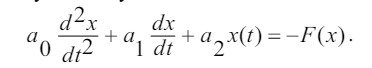 a₀ d²x/dt² + a₁ dx/dt + a₂x(t) = −F(x).